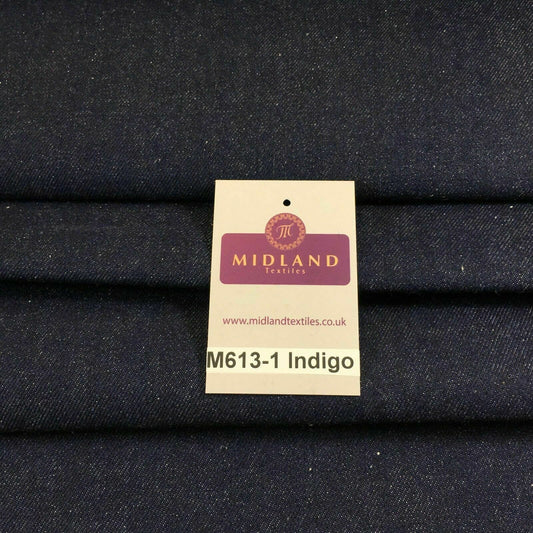 M
MIDLAND
Textiles
www.midlandtextiles.co.uk
M613-1 Indigo